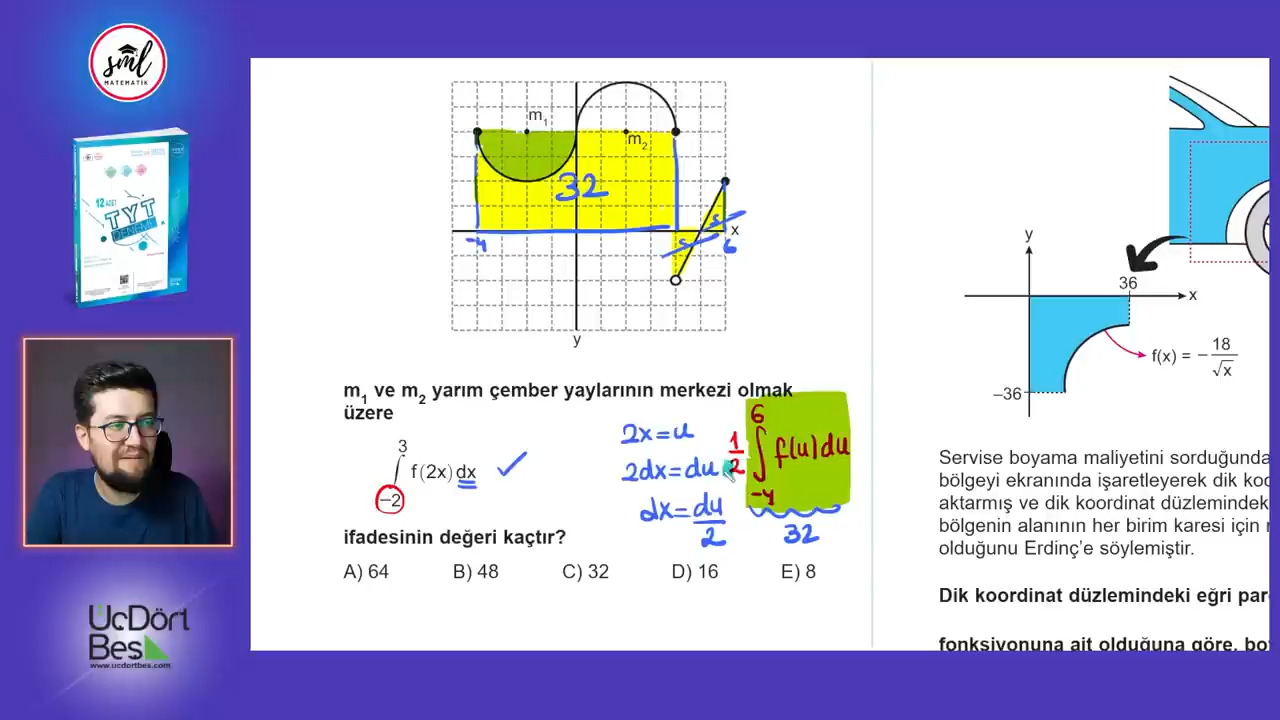 sml
MATEMATİK
12 ADET
TYT
DENEME
ÜcDört
Bes
www.ucdortbes.com
m1
m2
32
-4
S
S
x
6
y
m1 ve m2 yarım çember yaylarının merkezi olmak
üzere
3
∫ f(2x) dx
−2
2x=u
2dx=du
dx=du/2
1/2 ∫ f(u)du
6
-4
32
ifadesinin değeri kaçtır?
A) 64 B) 48 C) 32 D) 16 E) 8
y
36
x
f(x) = − 18/√x
−36
Servise boyama maliyetini sorduğunda
bölgeyi ekranında işaretleyerek dik koo
aktarmış ve dik koordinat düzlemindek
bölgenin alanının her birim karesi için
olduğunu Erdinç’e söylemiştir.
Dik koordinat düzlemindeki eğri par
fonksiyonuna ait olduğuna göre, bo